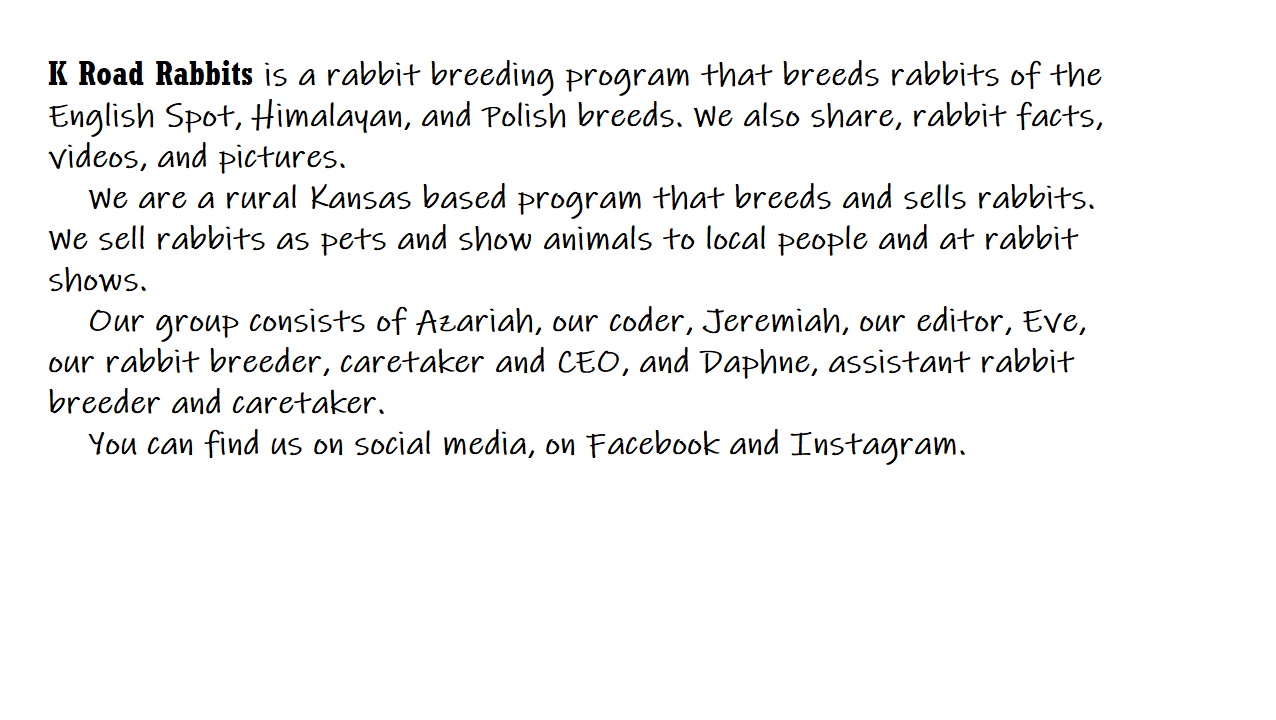 K Road Rabbits is a rabbit breeding program that breeds rabbits of the
English Spot, Himalayan, and Polish breeds. We also share, rabbit facts,
videos, and pictures.
We are a rural Kansas based program that breeds and sells rabbits.
We sell rabbits as pets and show animals to local people and at rabbit
shows.
Our group consists of Azariah, our coder, Jeremiah, our editor, Eve,
our rabbit breeder, caretaker and CEO, and Daphne, assistant rabbit
breeder and caretaker.
You can find us on social media, on Facebook and Instagram.